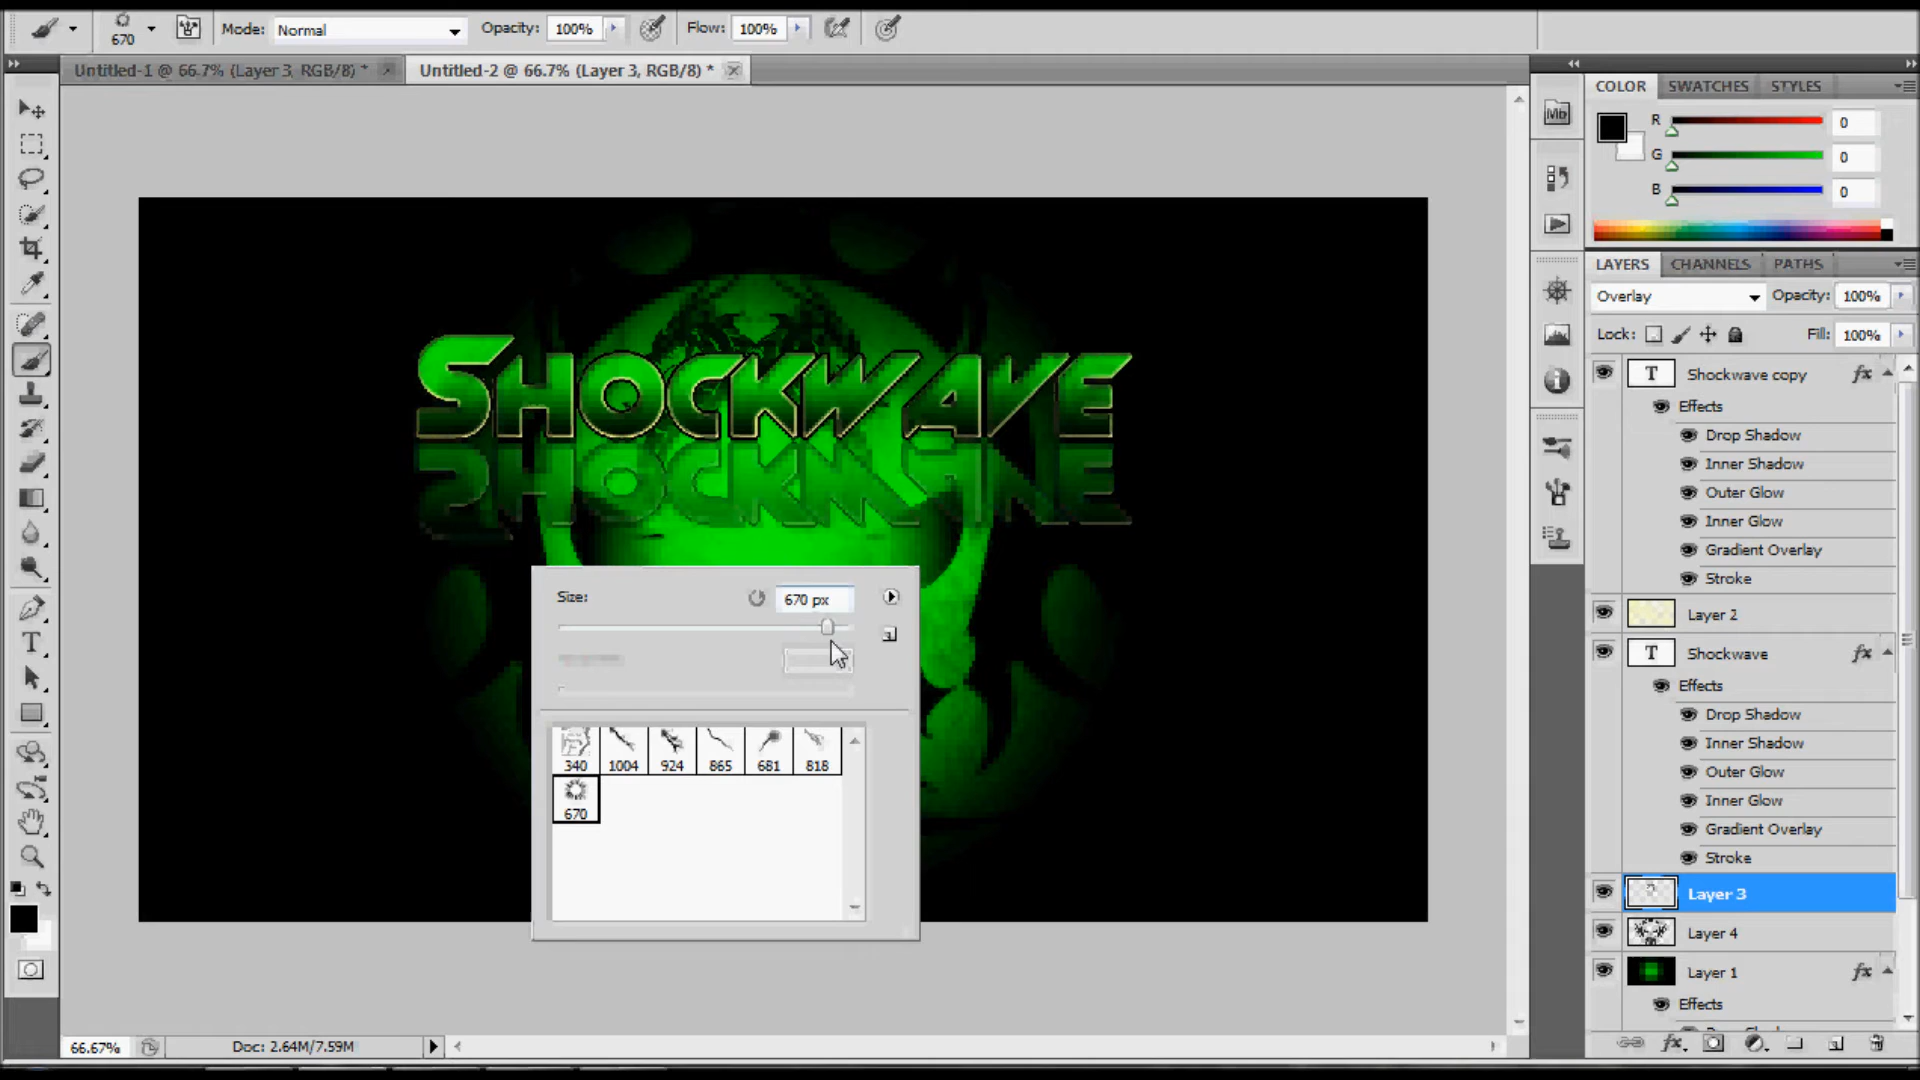 670
Mode: Normal
Opacity: 100%
Flow: 100%
Untitled-1 @ 66.7% (Layer 3, RGB/8) * ×
Untitled-2 @ 66.7% (Layer 3, RGB/8) * ×
COLOR SWATCHES STYLES
R 0
G 0
B 0
Mb
LAYERS CHANNELS PATHS
Overlay Opacity: 100%
Lock: Fill: 100%
T Shockwave copy fx
Effects
Drop Shadow
Inner Shadow
Outer Glow
Inner Glow
Gradient Overlay
Stroke
Layer 2
T Shockwave fx
Effects
Drop Shadow
Inner Shadow
Outer Glow
Inner Glow
Gradient Overlay
Stroke
Layer 3
Layer 4
Layer 1 fx
Effects
SHOCKWAVE
Size: 670 px
340 1004 924 865 681 818
670
T
66.67% Doc: 2.64M/7.59M
fx